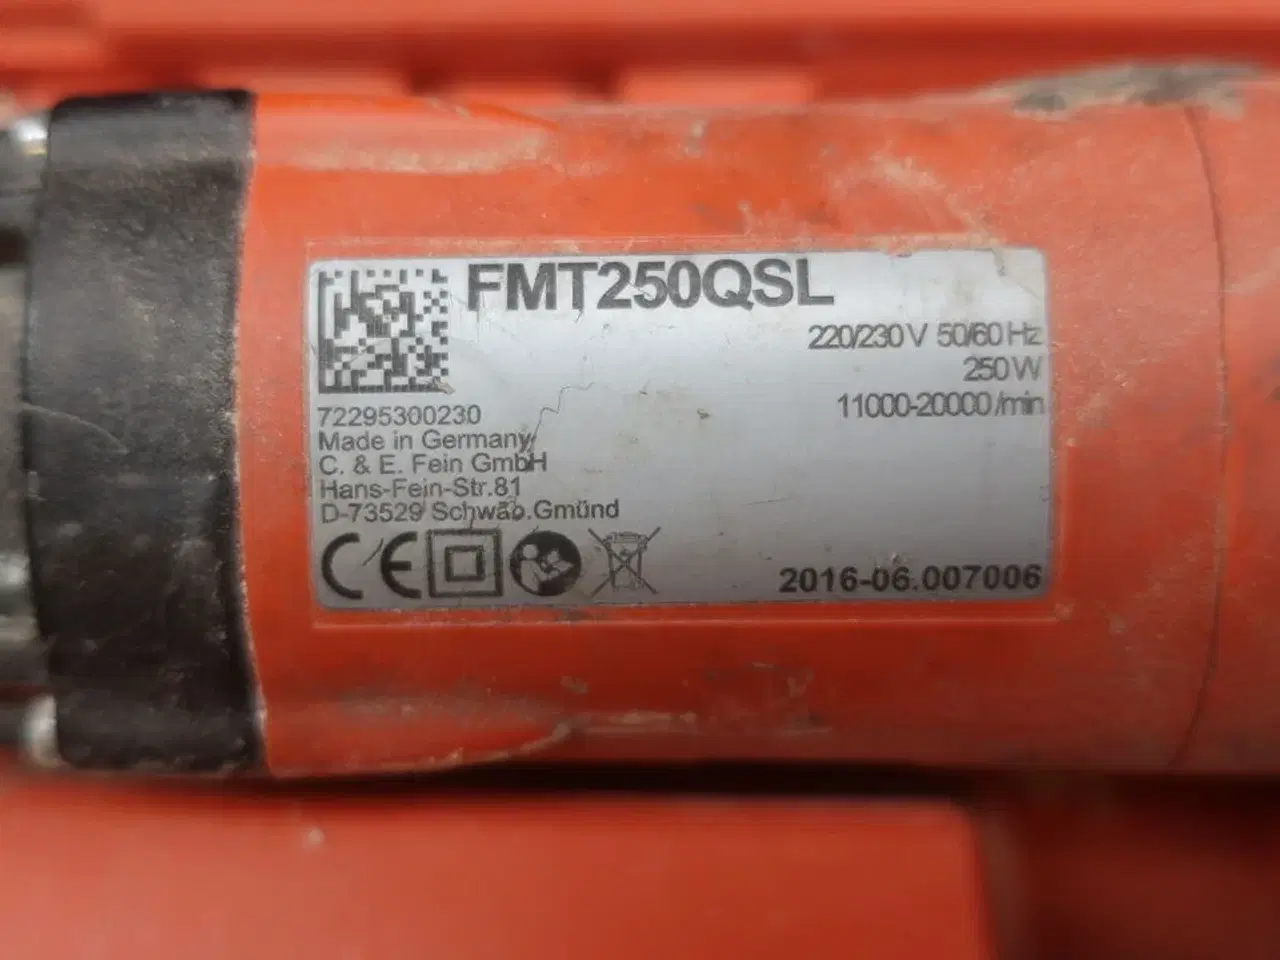 FMT250QSL
220/230 V 50/60 Hz
250 W
11000-20000 /min
72295300230
Made in Germany
C. & E. Fein GmbH
Hans-Fein-Str.81
D-73529 Schwäb.Gmünd
CE
2016-06.007006